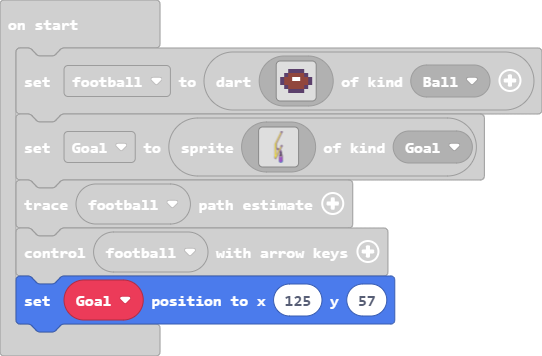 on start
set football to dart of kind Ball
set Goal to sprite of kind Goal
trace football path estimate
control football with arrow keys
set Goal position to x 125 y 57